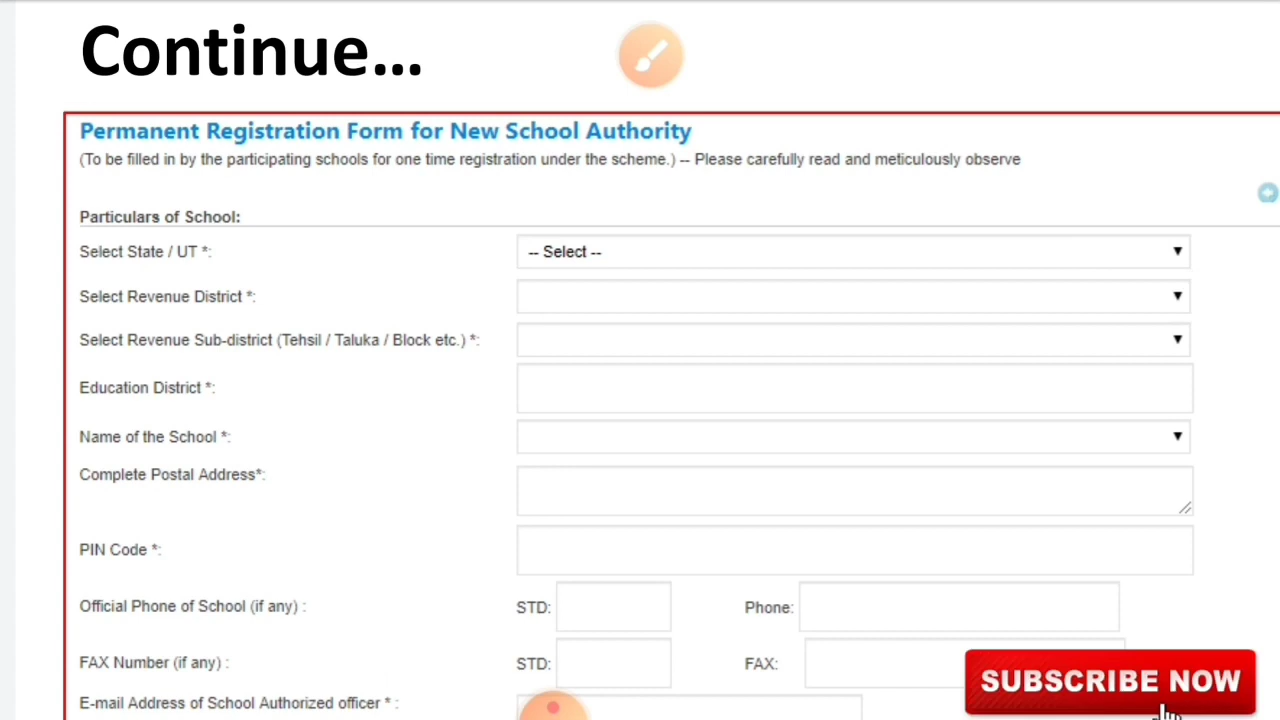 Continue...
Permanent Registration Form for New School Authority
(To be filled in by the participating schools for one time registration under the scheme.) -- Please carefully read and meticulously observe
Particulars of School:
Select State / UT *: -- Select --
Select Revenue District *:
Select Revenue Sub-district (Tehsil / Taluka / Block etc.) *:
Education District *:
Name of the School *:
Complete Postal Address*:
PIN Code *:
Official Phone of School (if any) : STD: Phone:
FAX Number (if any) : STD: FAX:
SUBSCRIBE NOW
E-mail Address of School Authorized officer * :